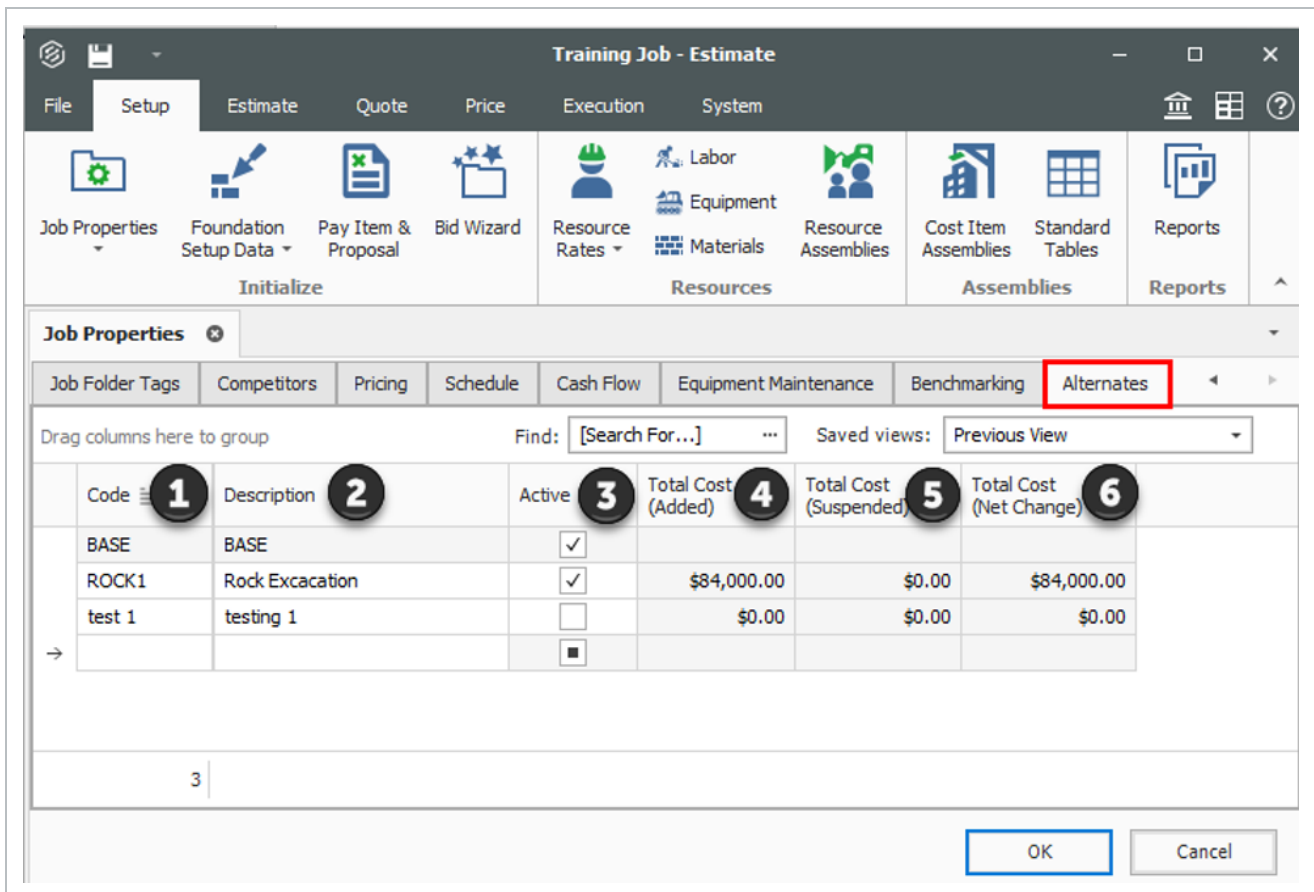 Training Job - Estimate
File Setup Estimate Quote Price Execution System
Job Properties
Foundation
Setup Data
Pay Item &
Proposal
Bid Wizard
Initialize
Resource
Rates
Labor
Equipment
Materials
Resource
Assemblies
Resources
Cost Item
Assemblies
Standard
Tables
Assemblies
Reports
Reports
Job Properties
Job Folder Tags Competitors Pricing Schedule Cash Flow Equipment Maintenance Benchmarking Alternates
Drag columns here to group Find: [Search For...] ... Saved views: Previous View
Code 1 Description 2 Active 3 Total Cost (Added) 4 Total Cost (Suspended) 5 Total Cost (Net Change) 6
BASE BASE
ROCK1 Rock Excacation $84,000.00 $0.00 $84,000.00
test 1 testing 1 $0.00 $0.00 $0.00
3
OK Cancel